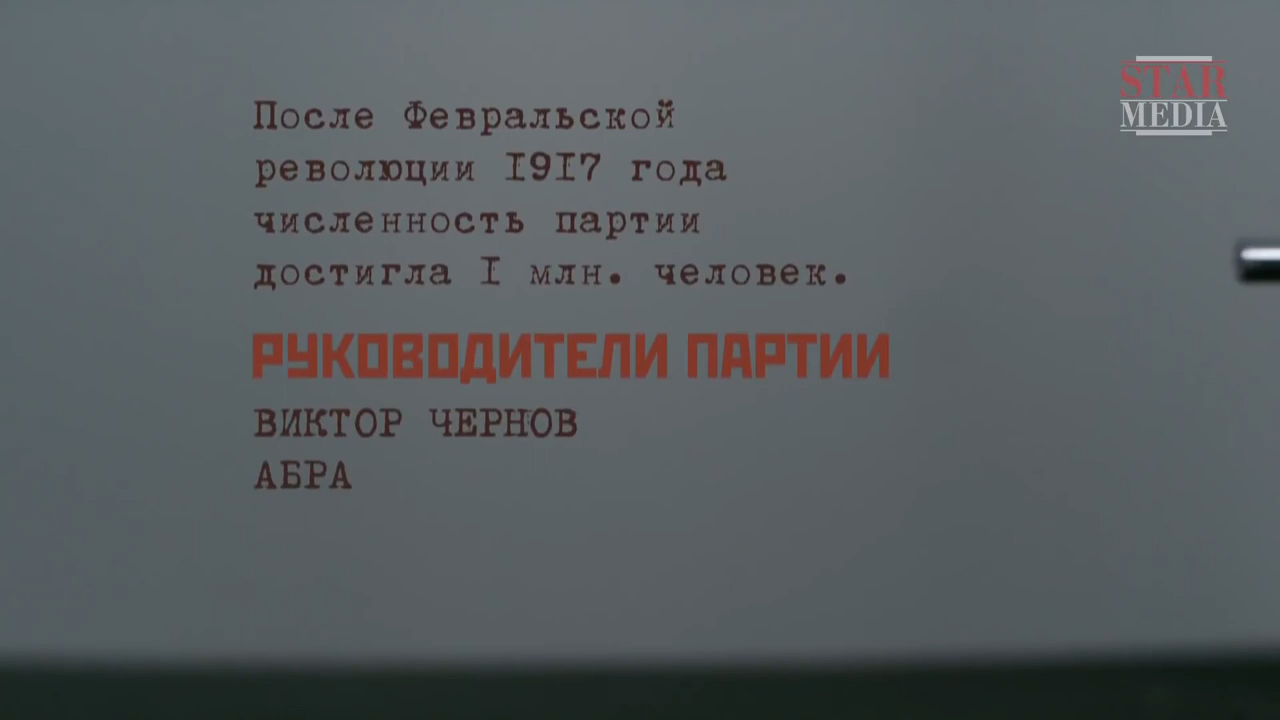 STAR
MEDIA
После Февральской
революции 1917 года
численность партии
достигла 1 млн. человек.
РУКОВОДИТЕЛИ ПАРТИИ
ВИКТОР ЧЕРНОВ
АБРА